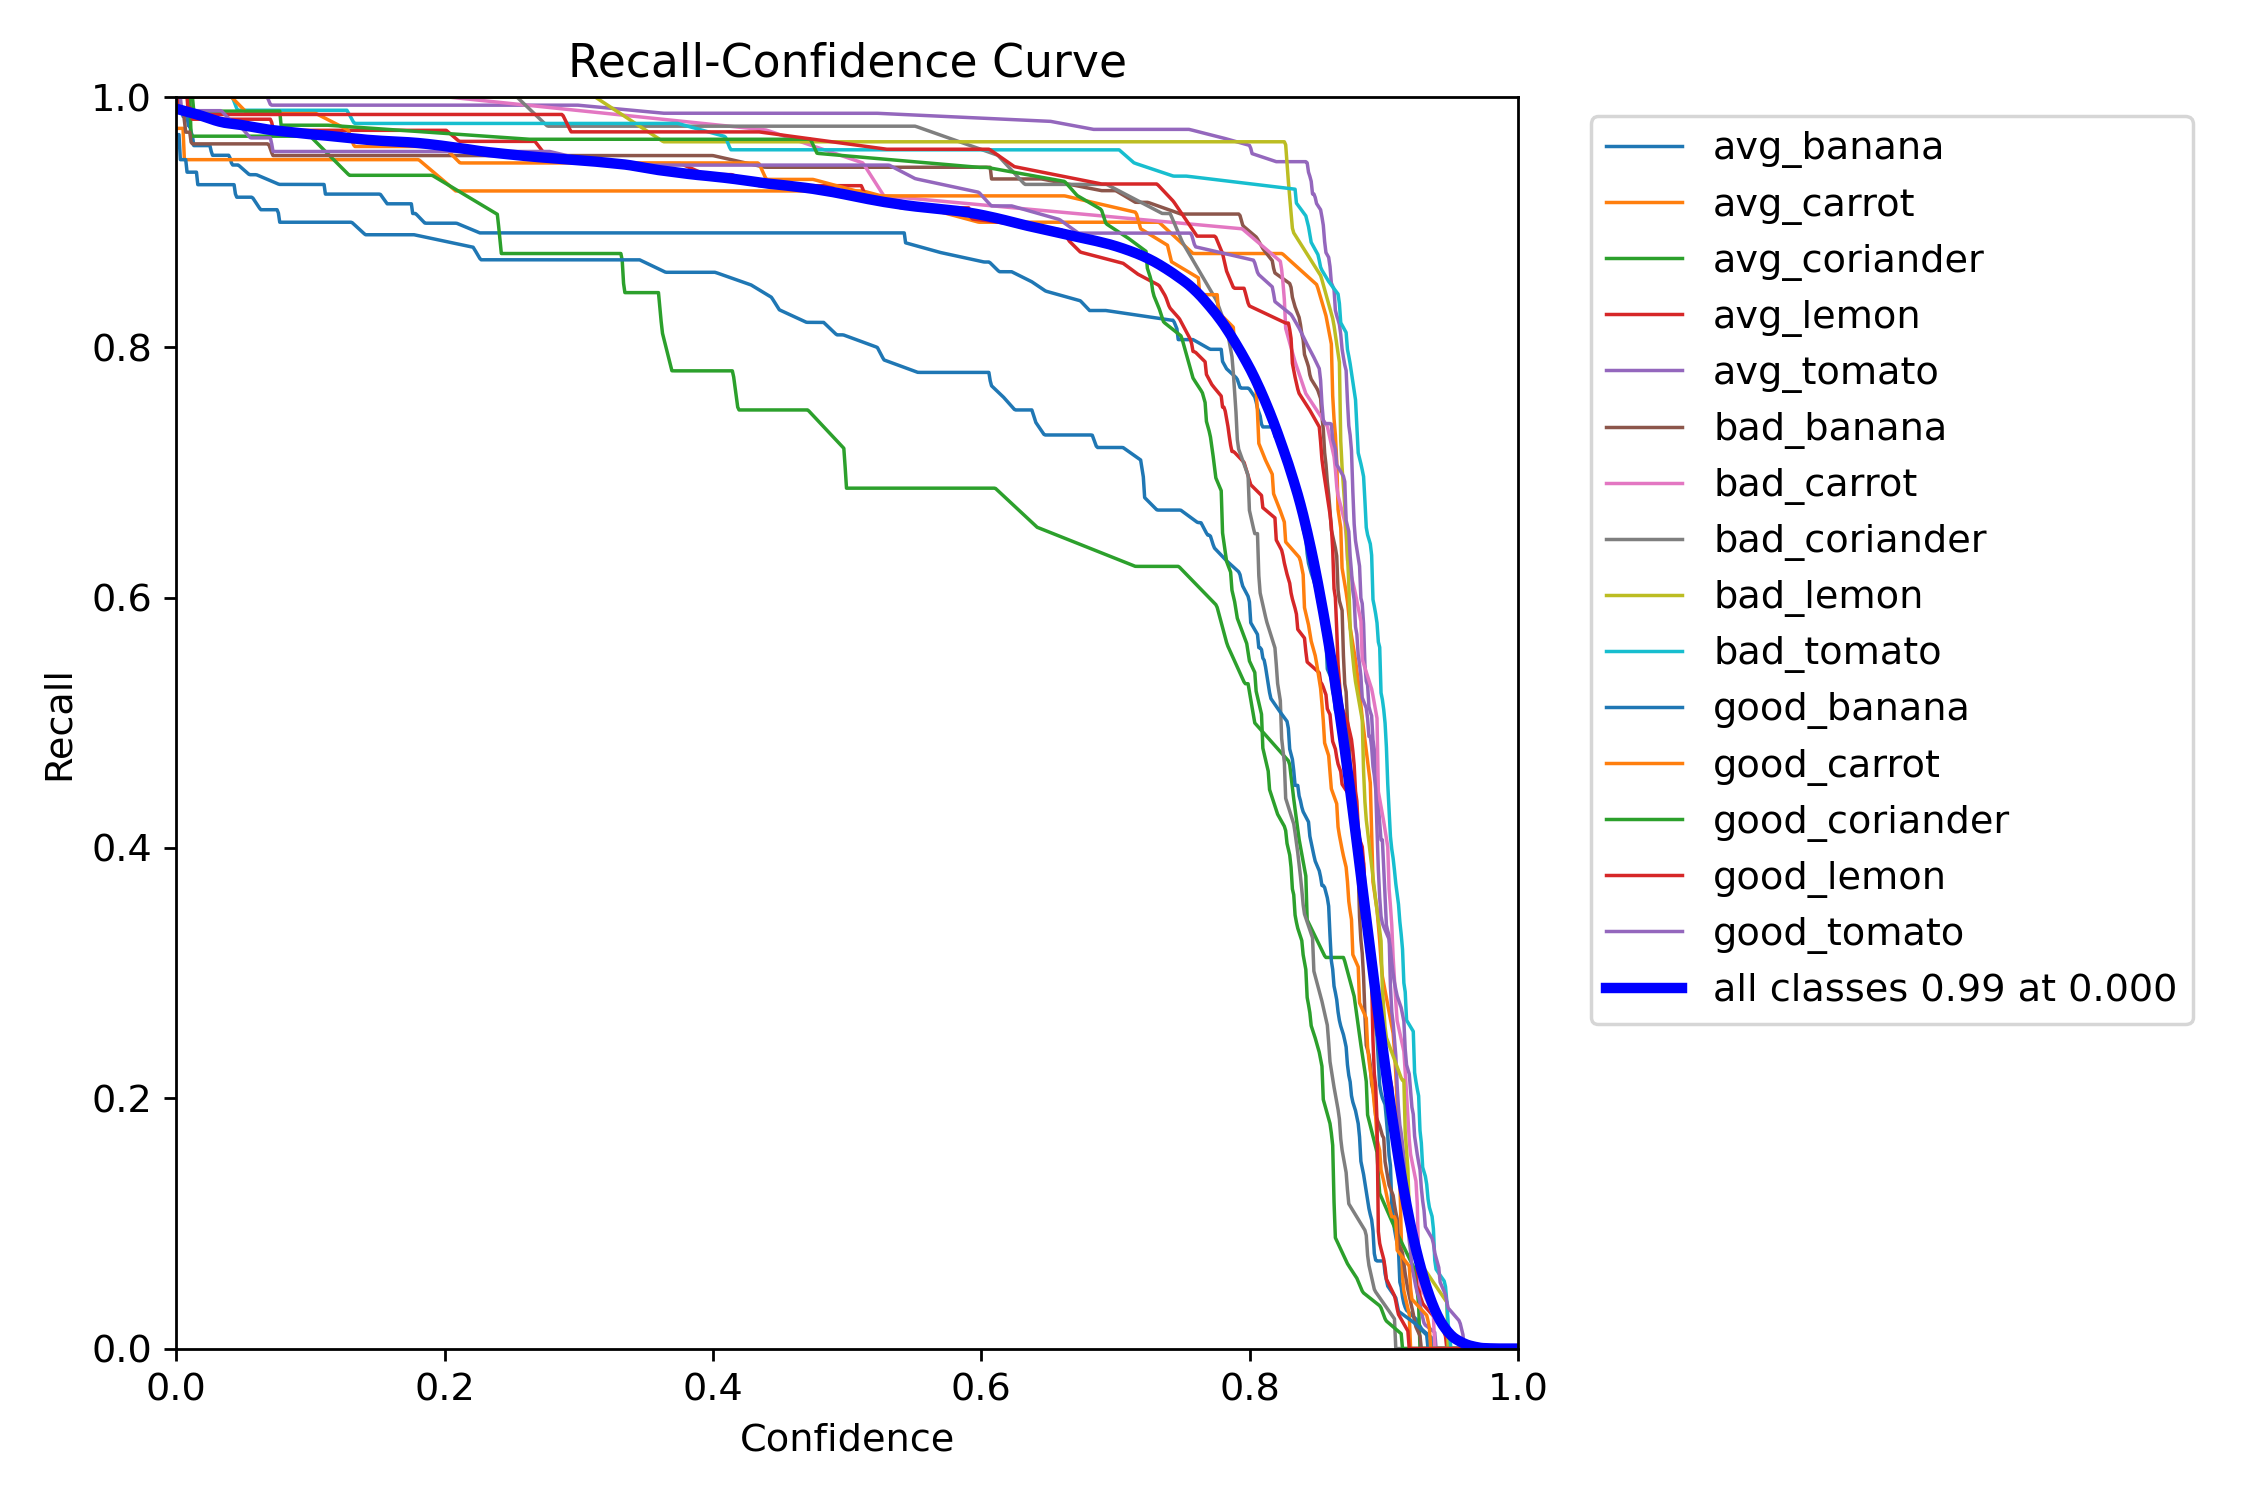 Recall-Confidence Curve
1.0
0.8
0.6
0.4
0.2
0.0
Recall
0.0 0.2 0.4 0.6 0.8 1.0
Confidence
avg_banana
avg_carrot
avg_coriander
avg_lemon
avg_tomato
bad_banana
bad_carrot
bad_coriander
bad_lemon
bad_tomato
good_banana
good_carrot
good_coriander
good_lemon
good_tomato
all classes 0.99 at 0.000